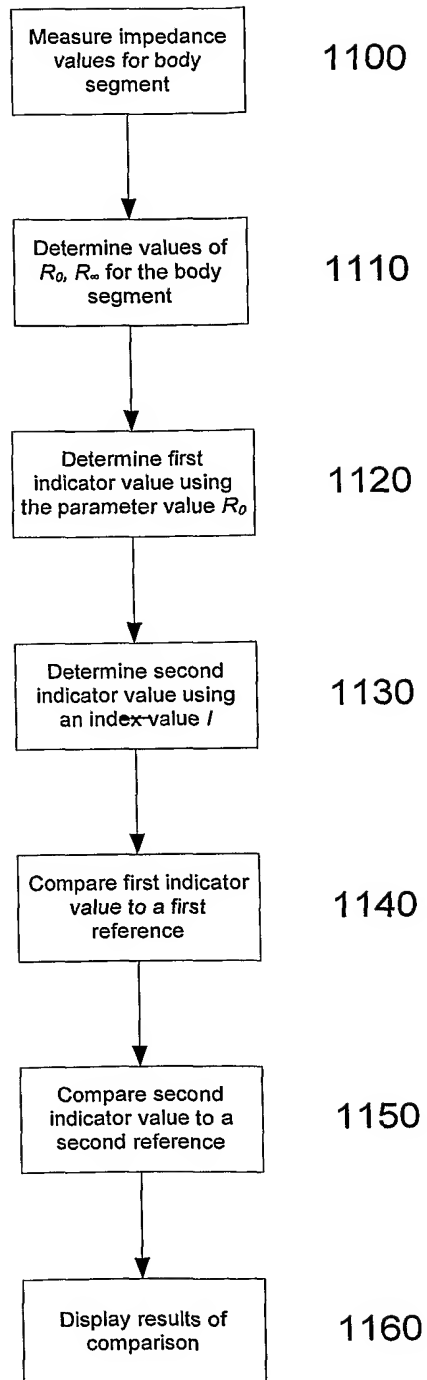 Measure impedance
values for body
segment
1100
Determine values of
R₀, R∞ for the body
segment
1110
Determine first
indicator value using
the parameter value R₀
1120
Determine second
indicator value using
an index value I
1130
Compare first indicator
value to a first
reference
1140
Compare second
indicator value to a
second reference
1150
Display results of
comparison
1160